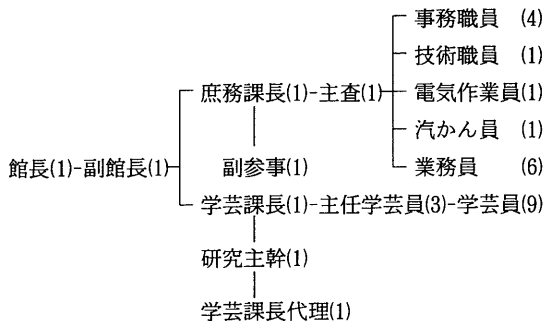 事務職員 (4)
技術職員 (1)
庶務課長(1)-主査(1) 電気作業員(1)
汽かん員 (1)
館長(1)-副館長(1) 副参事(1) 業務員 (6)
学芸課長(1)-主任学芸員(3)-学芸員(9)
研究主幹(1)
学芸課長代理(1)